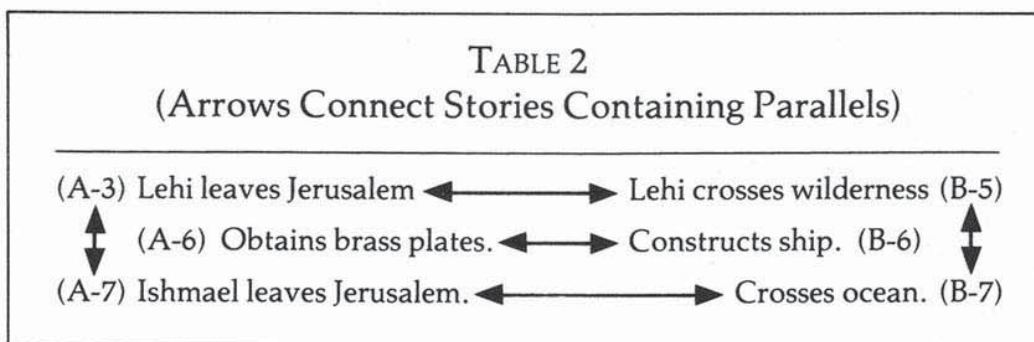 TABLE 2
(Arrows Connect Stories Containing Parallels)
(A-3) Lehi leaves Jerusalem Lehi crosses wilderness (B-5)
(A-6) Obtains brass plates. Constructs ship. (B-6)
(A-7) Ishmael leaves Jerusalem. Crosses ocean. (B-7)